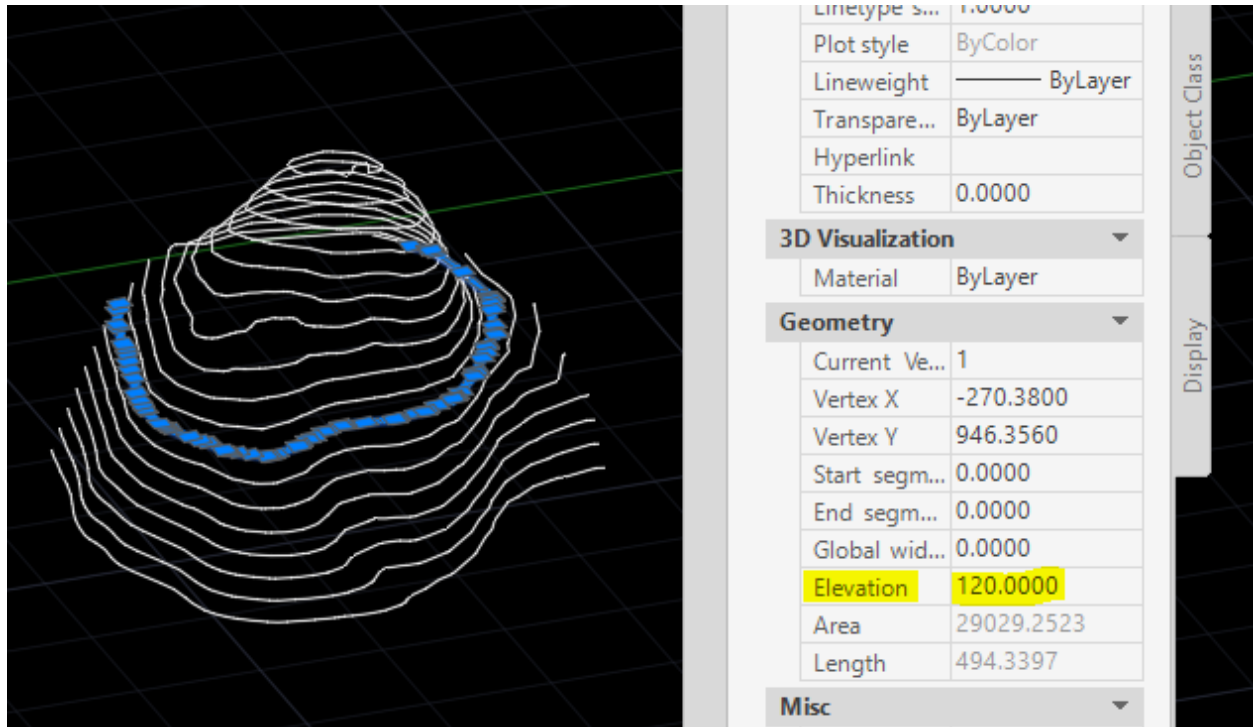 Linetype s... 1.0000
Plot style ByColor
Lineweight ByLayer
Transpare... ByLayer
Hyperlink
Thickness 0.0000
3D Visualization
Material ByLayer
Geometry
Current Ve... 1
Vertex X -270.3800
Vertex Y 946.3560
Start segm... 0.0000
End segm... 0.0000
Global wid... 0.0000
Elevation 120.0000
Area 29029.2523
Length 494.3397
Misc
Object Class
Display